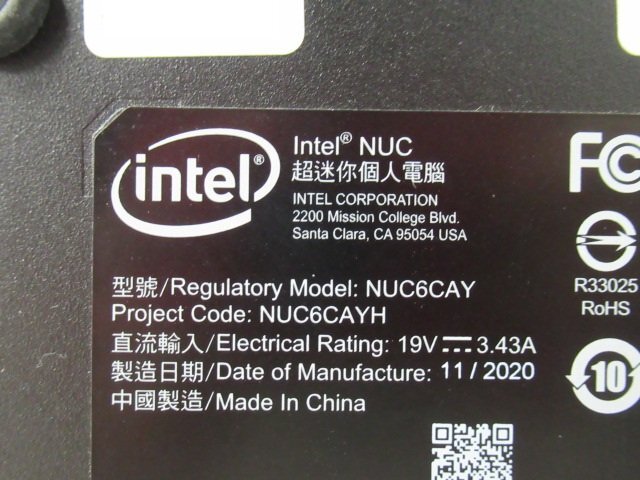 intel®
Intel® NUC
超迷你個人電腦
INTEL CORPORATION
2200 Mission College Blvd.
Santa Clara, CA 95054 USA
FC
R33025
RoHS
10
型號/Regulatory Model: NUC6CAY
Project Code: NUC6CAYH
直流輸入/Electrical Rating: 19V⎓3.43A
製造日期/Date of Manufacture: 11 / 2020
中國製造/Made In China